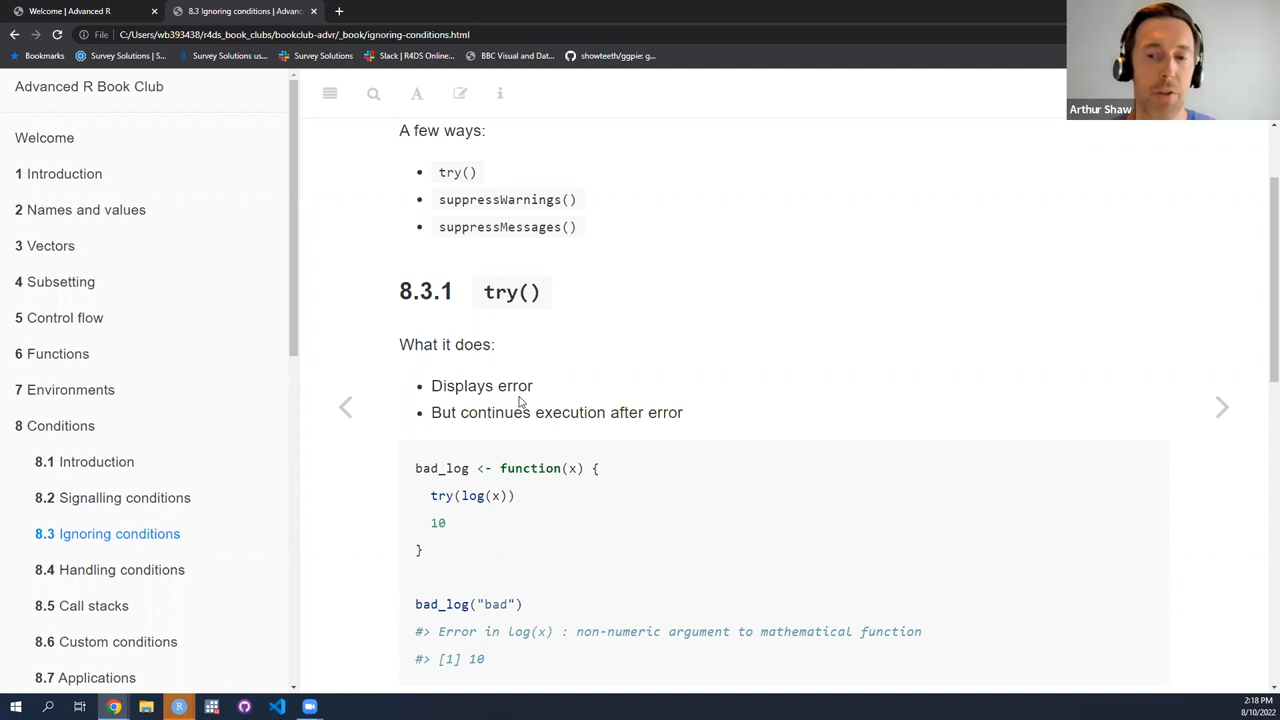 Welcome | Advanced R
8.3 Ignoring conditions | Advanc
File
C:/Users/wb393438/r4ds_book_clubs/bookclub-advr/_book/ignoring-conditions.html
Bookmarks
Survey Solutions | S...
Survey Solutions us...
Survey Solutions
Slack | R4DS Online...
BBC Visual and Dat...
showteeth/ggpie: g...
Arthur Shaw
Advanced R Book Club
Welcome
1 Introduction
2 Names and values
3 Vectors
4 Subsetting
5 Control flow
6 Functions
7 Environments
8 Conditions
8.1 Introduction
8.2 Signalling conditions
8.3 Ignoring conditions
8.4 Handling conditions
8.5 Call stacks
8.6 Custom conditions
8.7 Applications
A few ways:
try()
suppressWarnings()
suppressMessages()
8.3.1 try()
What it does:
Displays error
But continues execution after error
bad_log <- function(x) {
try(log(x))
10
}
bad_log("bad")
#> Error in log(x) : non-numeric argument to mathematical function
#> [1] 10
2:18 PM
8/10/2022